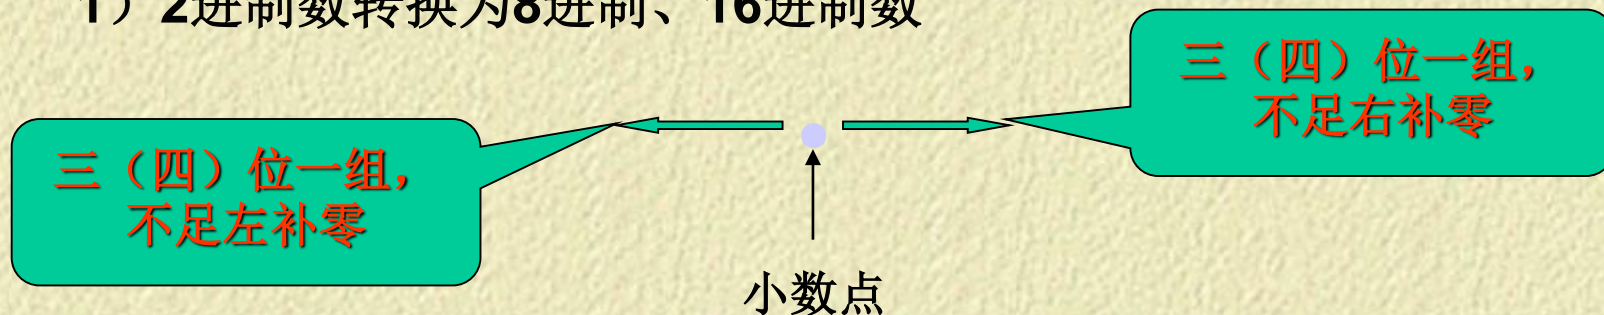 1）2进制数转换为8进制、16进制数
三（四）位一组，
不足右补零
三（四）位一组，
不足左补零
小数点